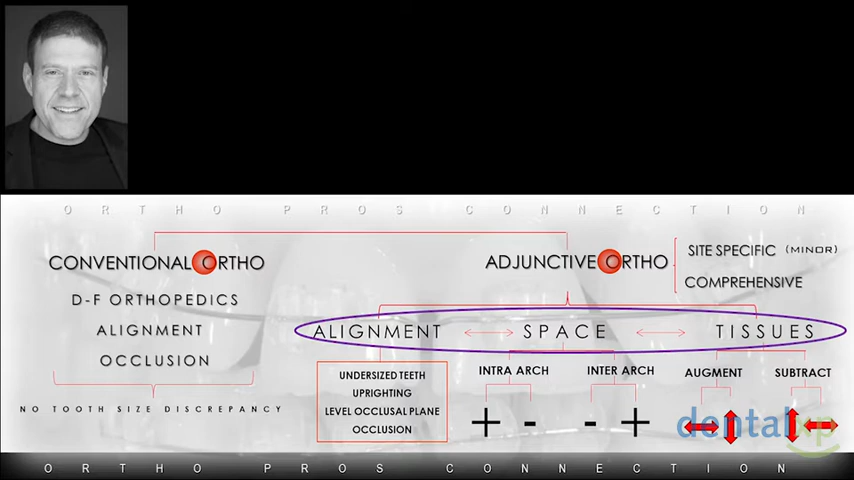 ORTHO PROS CONNECTION
CONVENTIONAL ORTHO
D-F ORTHOPEDICS
ALIGNMENT
OCCLUSION
NO TOOTH SIZE DISCREPANCY
ADJUNCTIVE ORTHO
SITE SPECIFIC (MINOR)
COMPREHENSIVE
ALIGNMENT SPACE TISSUES
UNDERSIZED TEETH
UPRIGHTING
LEVEL OCCLUSAL PLANE
OCCLUSION
INTRA ARCH INTER ARCH
+ - - +
AUGMENT SUBTRACT
dentalxp
ORTHO PROS CONNECTION